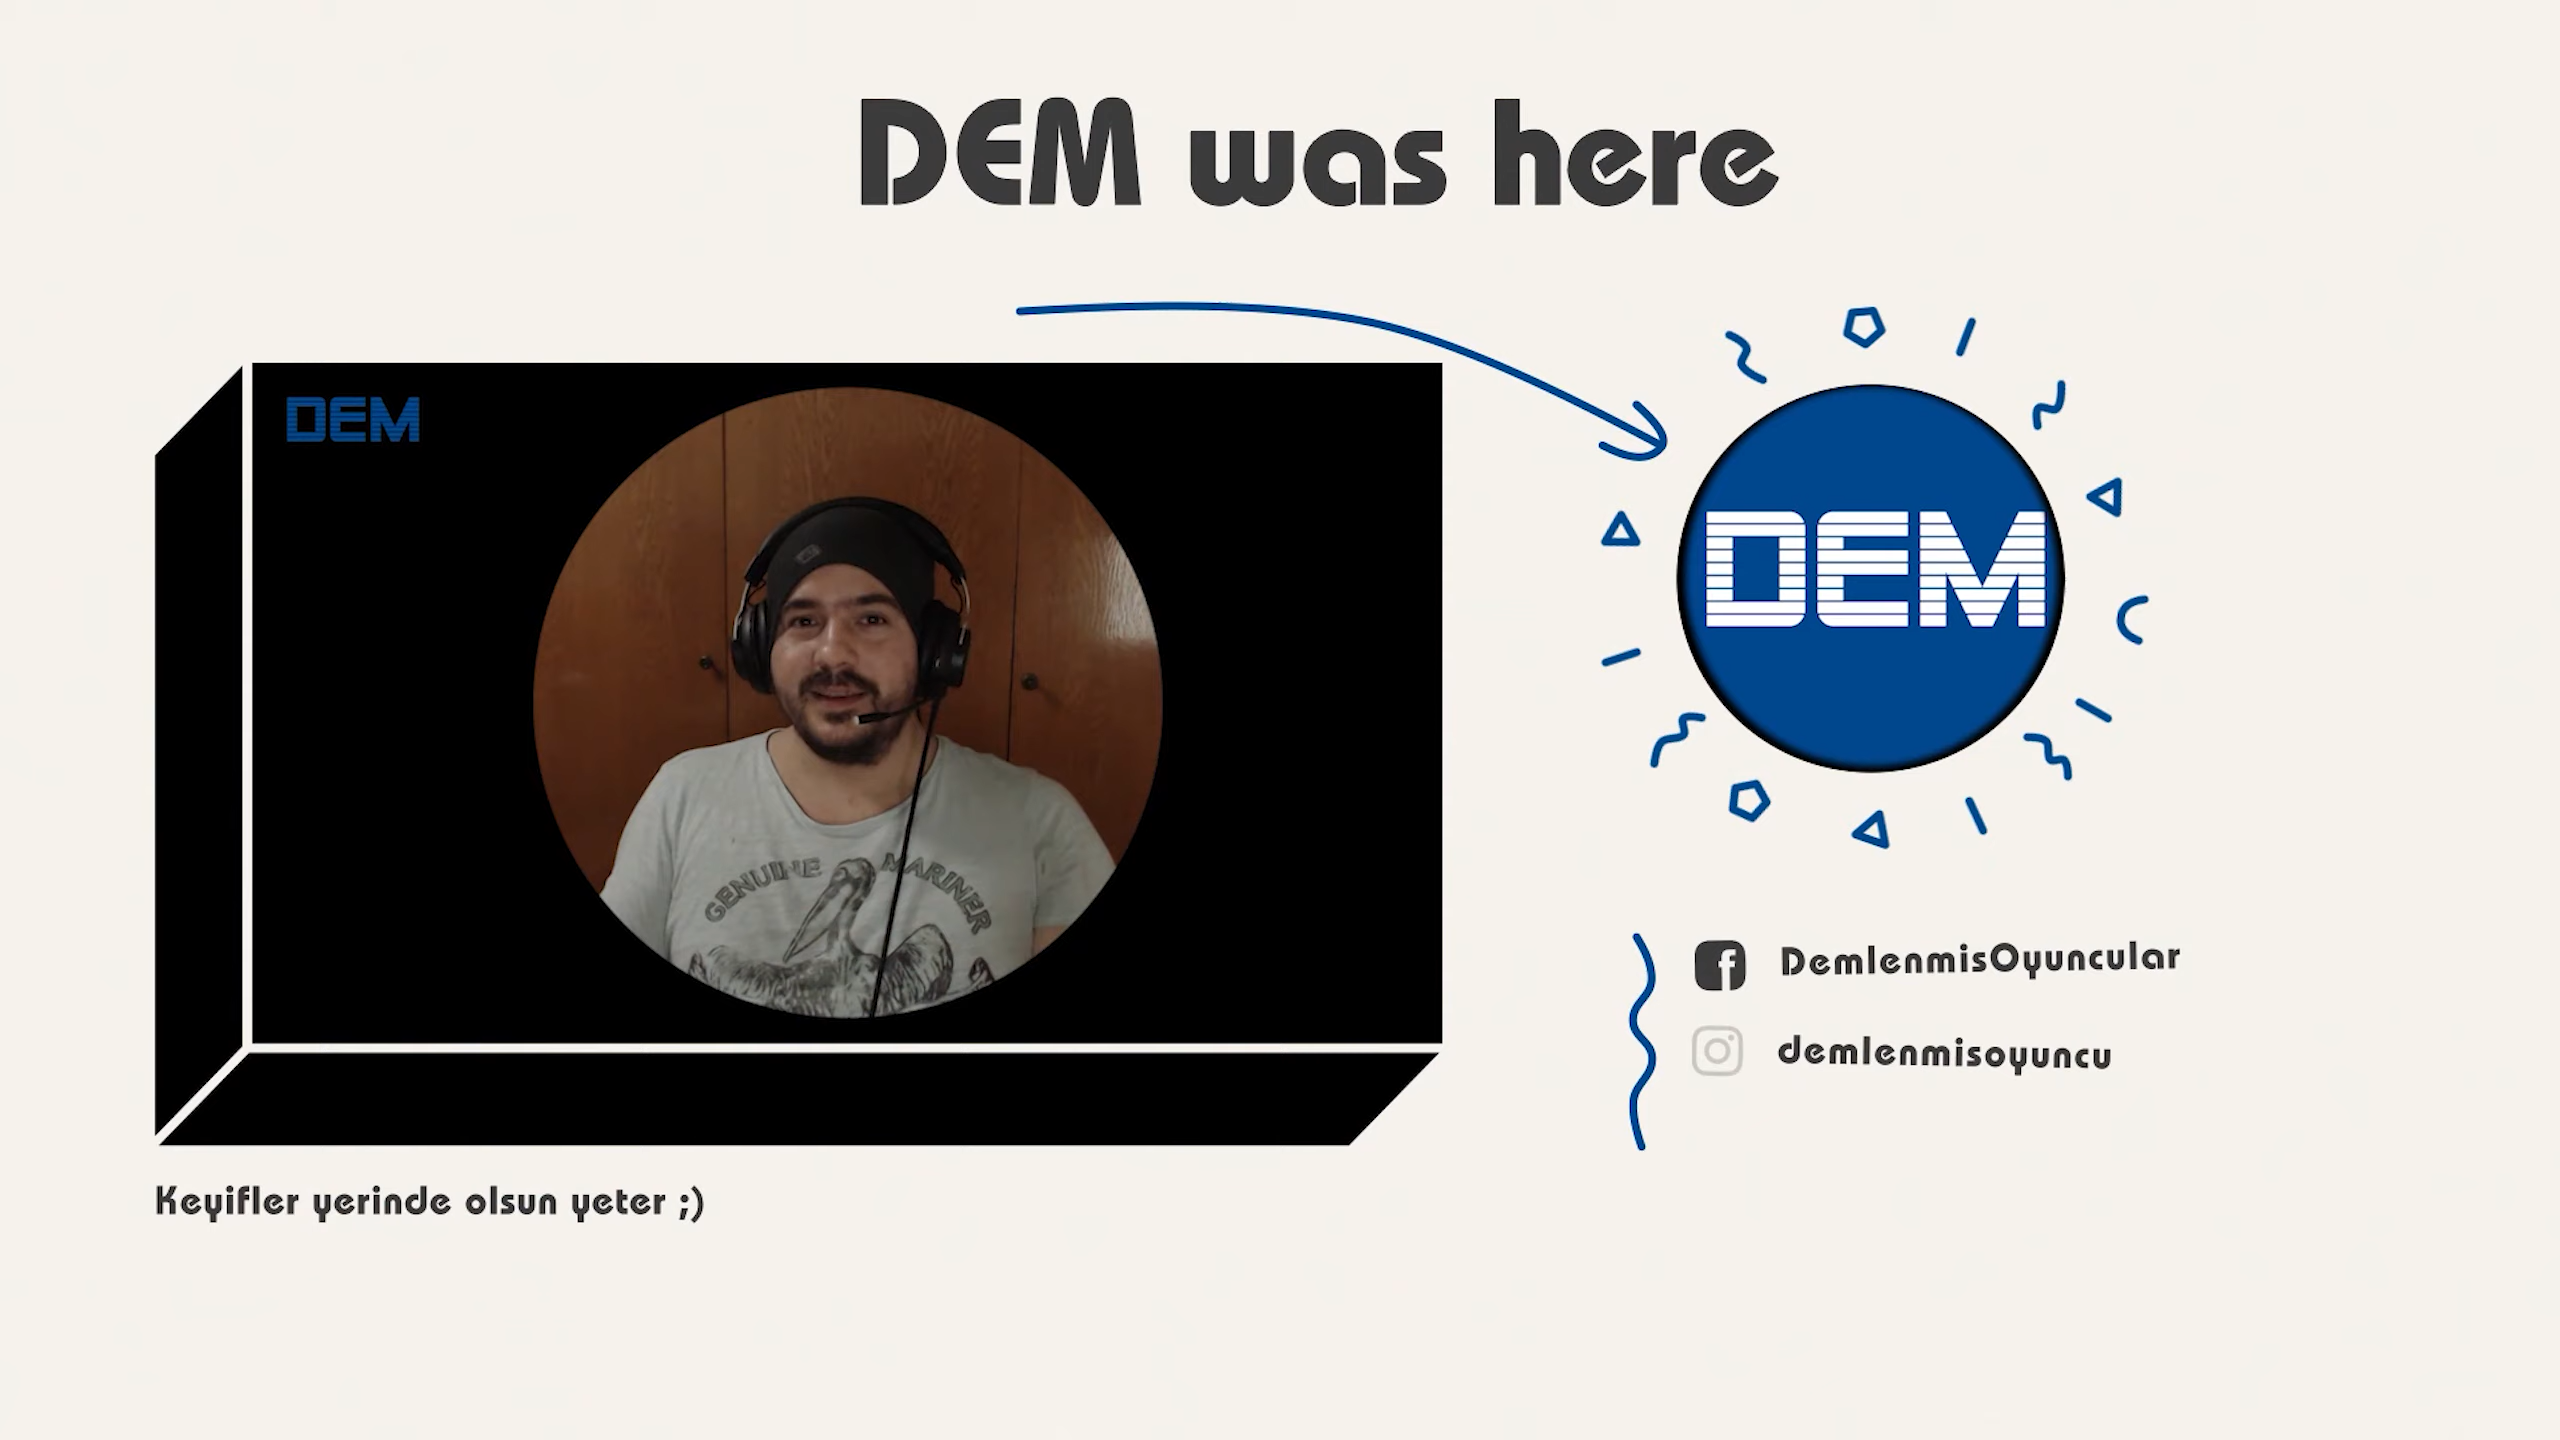 DEM was here
DEM
GENUINE MARINER
DEM
DemlenmisOyuncular
demlenmisoyuncu
Keyifler yerinde olsun yeter ;)